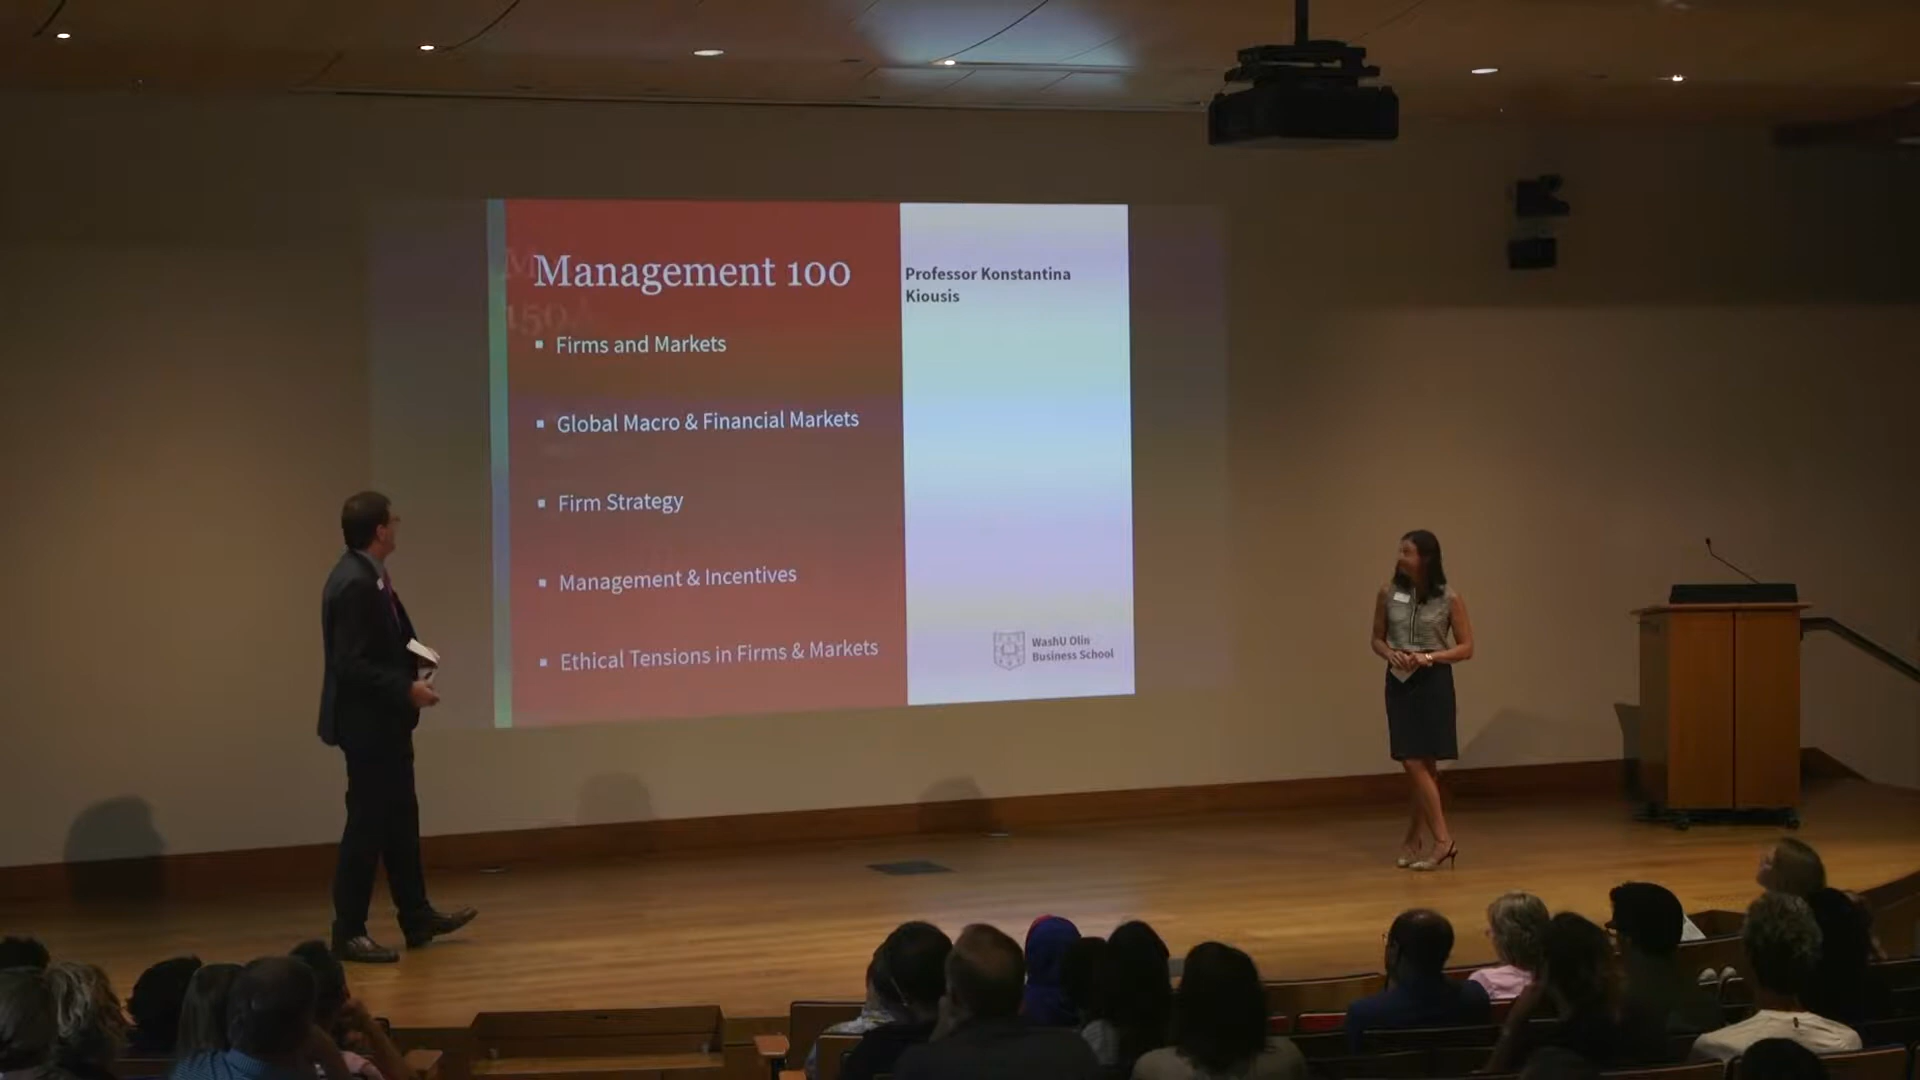 Management 100
Professor Konstantina
Kiousis
150A
▪ Firms and Markets
▪ Global Macro & Financial Markets
▪ Firm Strategy
▪ Management & Incentives
▪ Ethical Tensions in Firms & Markets
WashU Olin
Business School